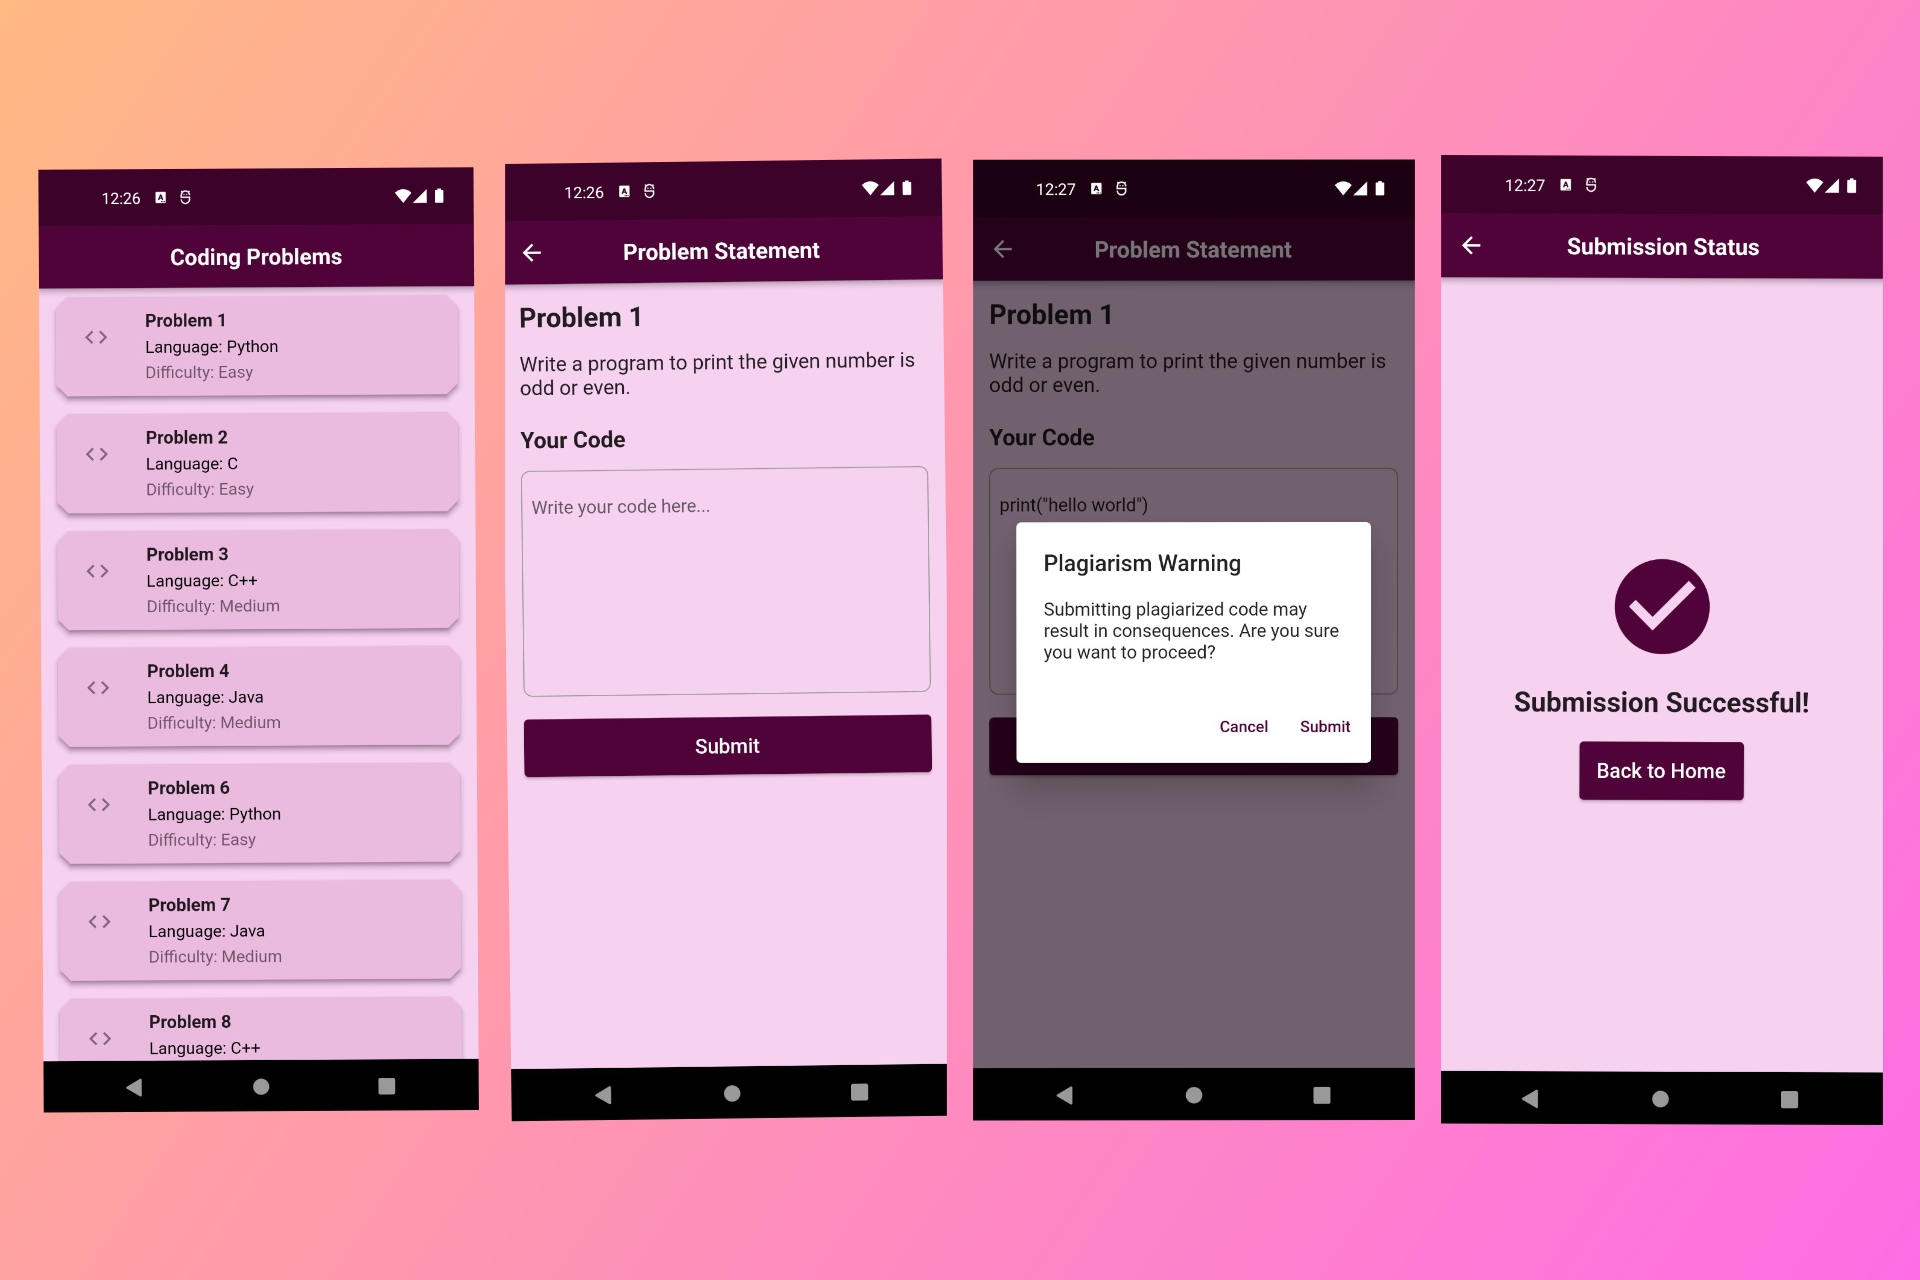 12:26
Coding Problems
Problem 1
Language: Python
Difficulty: Easy
Problem 2
Language: C
Difficulty: Easy
Problem 3
Language: C++
Difficulty: Medium
Problem 4
Language: Java
Difficulty: Medium
Problem 6
Language: Python
Difficulty: Easy
Problem 7
Language: Java
Difficulty: Medium
Problem 8
Language: C++
12:26
Problem Statement
Problem 1
Write a program to print the given number is
odd or even.
Your Code
Write your code here...
Submit
12:27
Problem Statement
Problem 1
Write a program to print the given number is
odd or even.
Your Code
print("hello world")
Plagiarism Warning
Submitting plagiarized code may
result in consequences. Are you sure
you want to proceed?
Cancel Submit
12:27
Submission Status
Submission Successful!
Back to Home